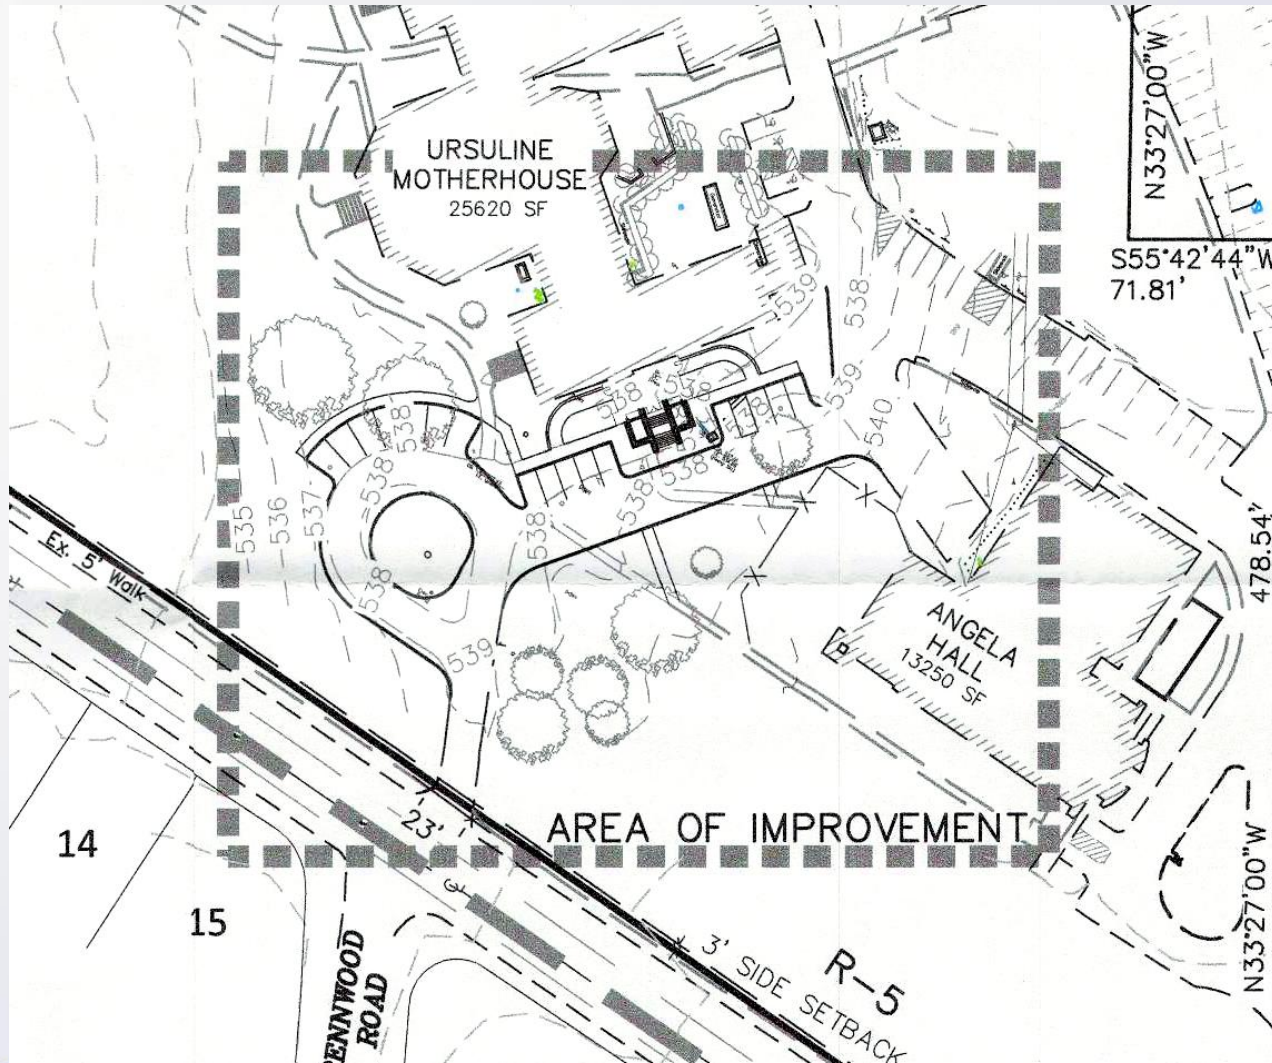 URSULINE
MOTHERHOUSE
25620 SF
N33°27'00"W
S55°42'44"W
71.81'
539
538
538
538
538
539
540
538
538
538
538
538
535
536
537
538
538
539
Ex. 5' Walk
478.54'
ANGELA
HALL
13250 SF
23'
AREA OF IMPROVEMENT
14
15
3' SIDE SETBACK
R-5
ENNWOOD
ROAD
N33°27'00"W